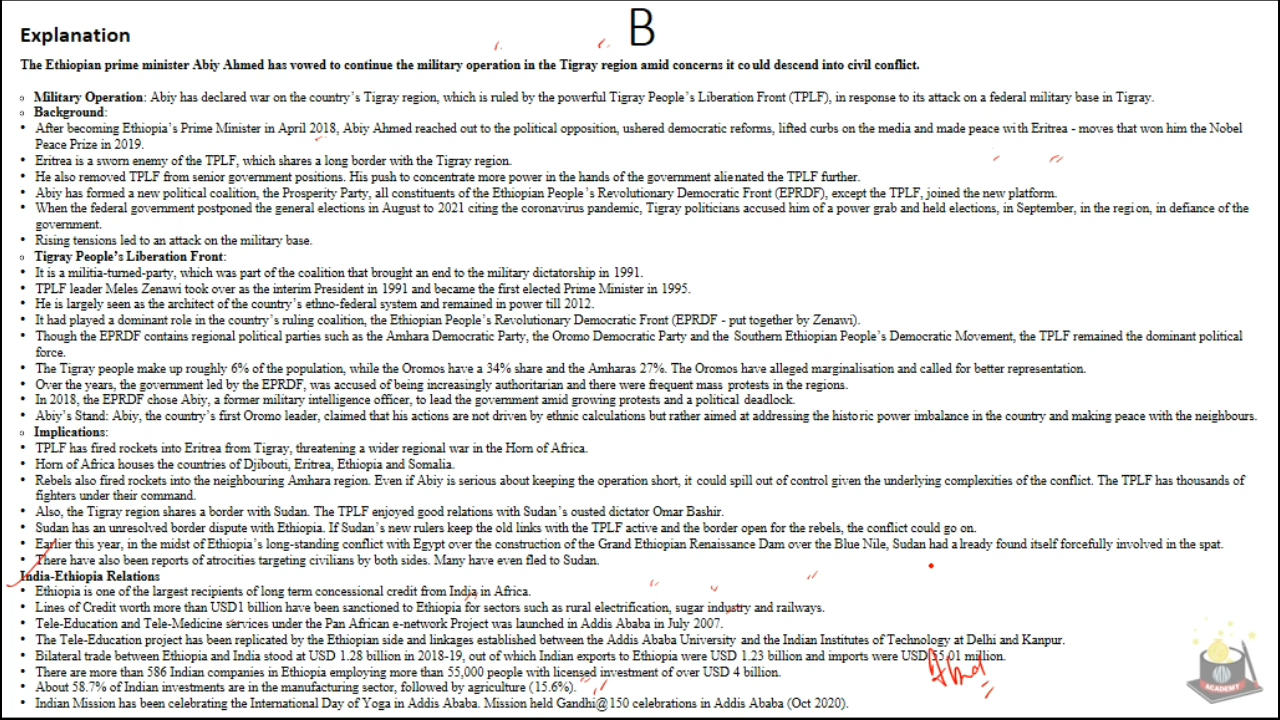 B
Explanation
The Ethiopian prime minister Abiy Ahmed has vowed to continue the military operation in the Tigray region amid concerns it could descend into civil conflict.
o Military Operation: Abiy has declared war on the country's Tigray region, which is ruled by the powerful Tigray People's Liberation Front (TPLF), in response to its attack on a federal military base in Tigray.
o Background:
• After becoming Ethiopia's Prime Minister in April 2018, Abiy Ahmed reached out to the political opposition, ushered democratic reforms, lifted curbs on the media and made peace with Eritrea - moves that won him the Nobel
Peace Prize in 2019.
• Eritrea is a sworn enemy of the TPLF, which shares a long border with the Tigray region.
• He also removed TPLF from senior government positions. His push to concentrate more power in the hands of the government alienated the TPLF further.
• Abiy has formed a new political coalition, the Prosperity Party, all constituents of the Ethiopian People's Revolutionary Democratic Front (EPRDF), except the TPLF, joined the new platform.
• When the federal government postponed the general elections in August to 2021 citing the coronavirus pandemic, Tigray politicians accused him of a power grab and held elections, in September, in the region, in defiance of the
government.
• Rising tensions led to an attack on the military base.
o Tigray People's Liberation Front:
• It is a militia-turned-party, which was part of the coalition that brought an end to the military dictatorship in 1991.
• TPLF leader Meles Zenawi took over as the interim President in 1991 and became the first elected Prime Minister in 1995.
• He is largely seen as the architect of the country's ethno-federal system and remained in power till 2012.
• It had played a dominant role in the country's ruling coalition, the Ethiopian People's Revolutionary Democratic Front (EPRDF - put together by Zenawi).
• Though the EPRDF contains regional political parties such as the Amhara Democratic Party, the Oromo Democratic Party and the Southern Ethiopian People's Democratic Movement, the TPLF remained the dominant political
force.
• The Tigray people make up roughly 6% of the population, while the Oromos have a 34% share and the Amharas 27%. The Oromos have alleged marginalisation and called for better representation.
• Over the years, the government led by the EPRDF, was accused of being increasingly authoritarian and there were frequent mass protests in the regions.
• In 2018, the EPRDF chose Abiy, a former military intelligence officer, to lead the government amid growing protests and a political deadlock.
• Abiy's Stand: Abiy, the country's first Oromo leader, claimed that his actions are not driven by ethnic calculations but rather aimed at addressing the historic power imbalance in the country and making peace with the neighbours.
o Implications:
• TPLF has fired rockets into Eritrea from Tigray, threatening a wider regional war in the Horn of Africa.
• Horn of Africa houses the countries of Djibouti, Eritrea, Ethiopia and Somalia.
• Rebels also fired rockets into the neighbouring Amhara region. Even if Abiy is serious about keeping the operation short, it could spill out of control given the underlying complexities of the conflict. The TPLF has thousands of
fighters under their command.
• Also, the Tigray region shares a border with Sudan. The TPLF enjoyed good relations with Sudan's ousted dictator Omar Bashir.
• Sudan has an unresolved border dispute with Ethiopia. If Sudan's new rulers keep the old links with the TPLF active and the border open for the rebels, the conflict could go on.
• Earlier this year, in the midst of Ethiopia's long-standing conflict with Egypt over the construction of the Grand Ethiopian Renaissance Dam over the Blue Nile, Sudan had already found itself forcefully involved in the spat.
• There have also been reports of atrocities targeting civilians by both sides. Many have even fled to Sudan.
India-Ethiopia Relations
• Ethiopia is one of the largest recipients of long term concessional credit from India in Africa.
• Lines of Credit worth more than USD1 billion have been sanctioned to Ethiopia for sectors such as rural electrification, sugar industry and railways.
• Tele-Education and Tele-Medicine services under the Pan African e-network Project was launched in Addis Ababa in July 2007.
• The Tele-Education project has been replicated by the Ethiopian side and linkages established between the Addis Ababa University and the Indian Institutes of Technology at Delhi and Kanpur.
• Bilateral trade between Ethiopia and India stood at USD 1.28 billion in 2018-19, out of which Indian exports to Ethiopia were USD 1.23 billion and imports were USD 55.01 million.
• There are more than 586 Indian companies in Ethiopia employing more than 55,000 people with licensed investment of over USD 4 billion.
• About 58.7% of Indian investments are in the manufacturing sector, followed by agriculture (15.6%).
• Indian Mission has been celebrating the International Day of Yoga in Addis Ababa. Mission held Gandhi@150 celebrations in Addis Ababa (Oct 2020).
ACADEMY